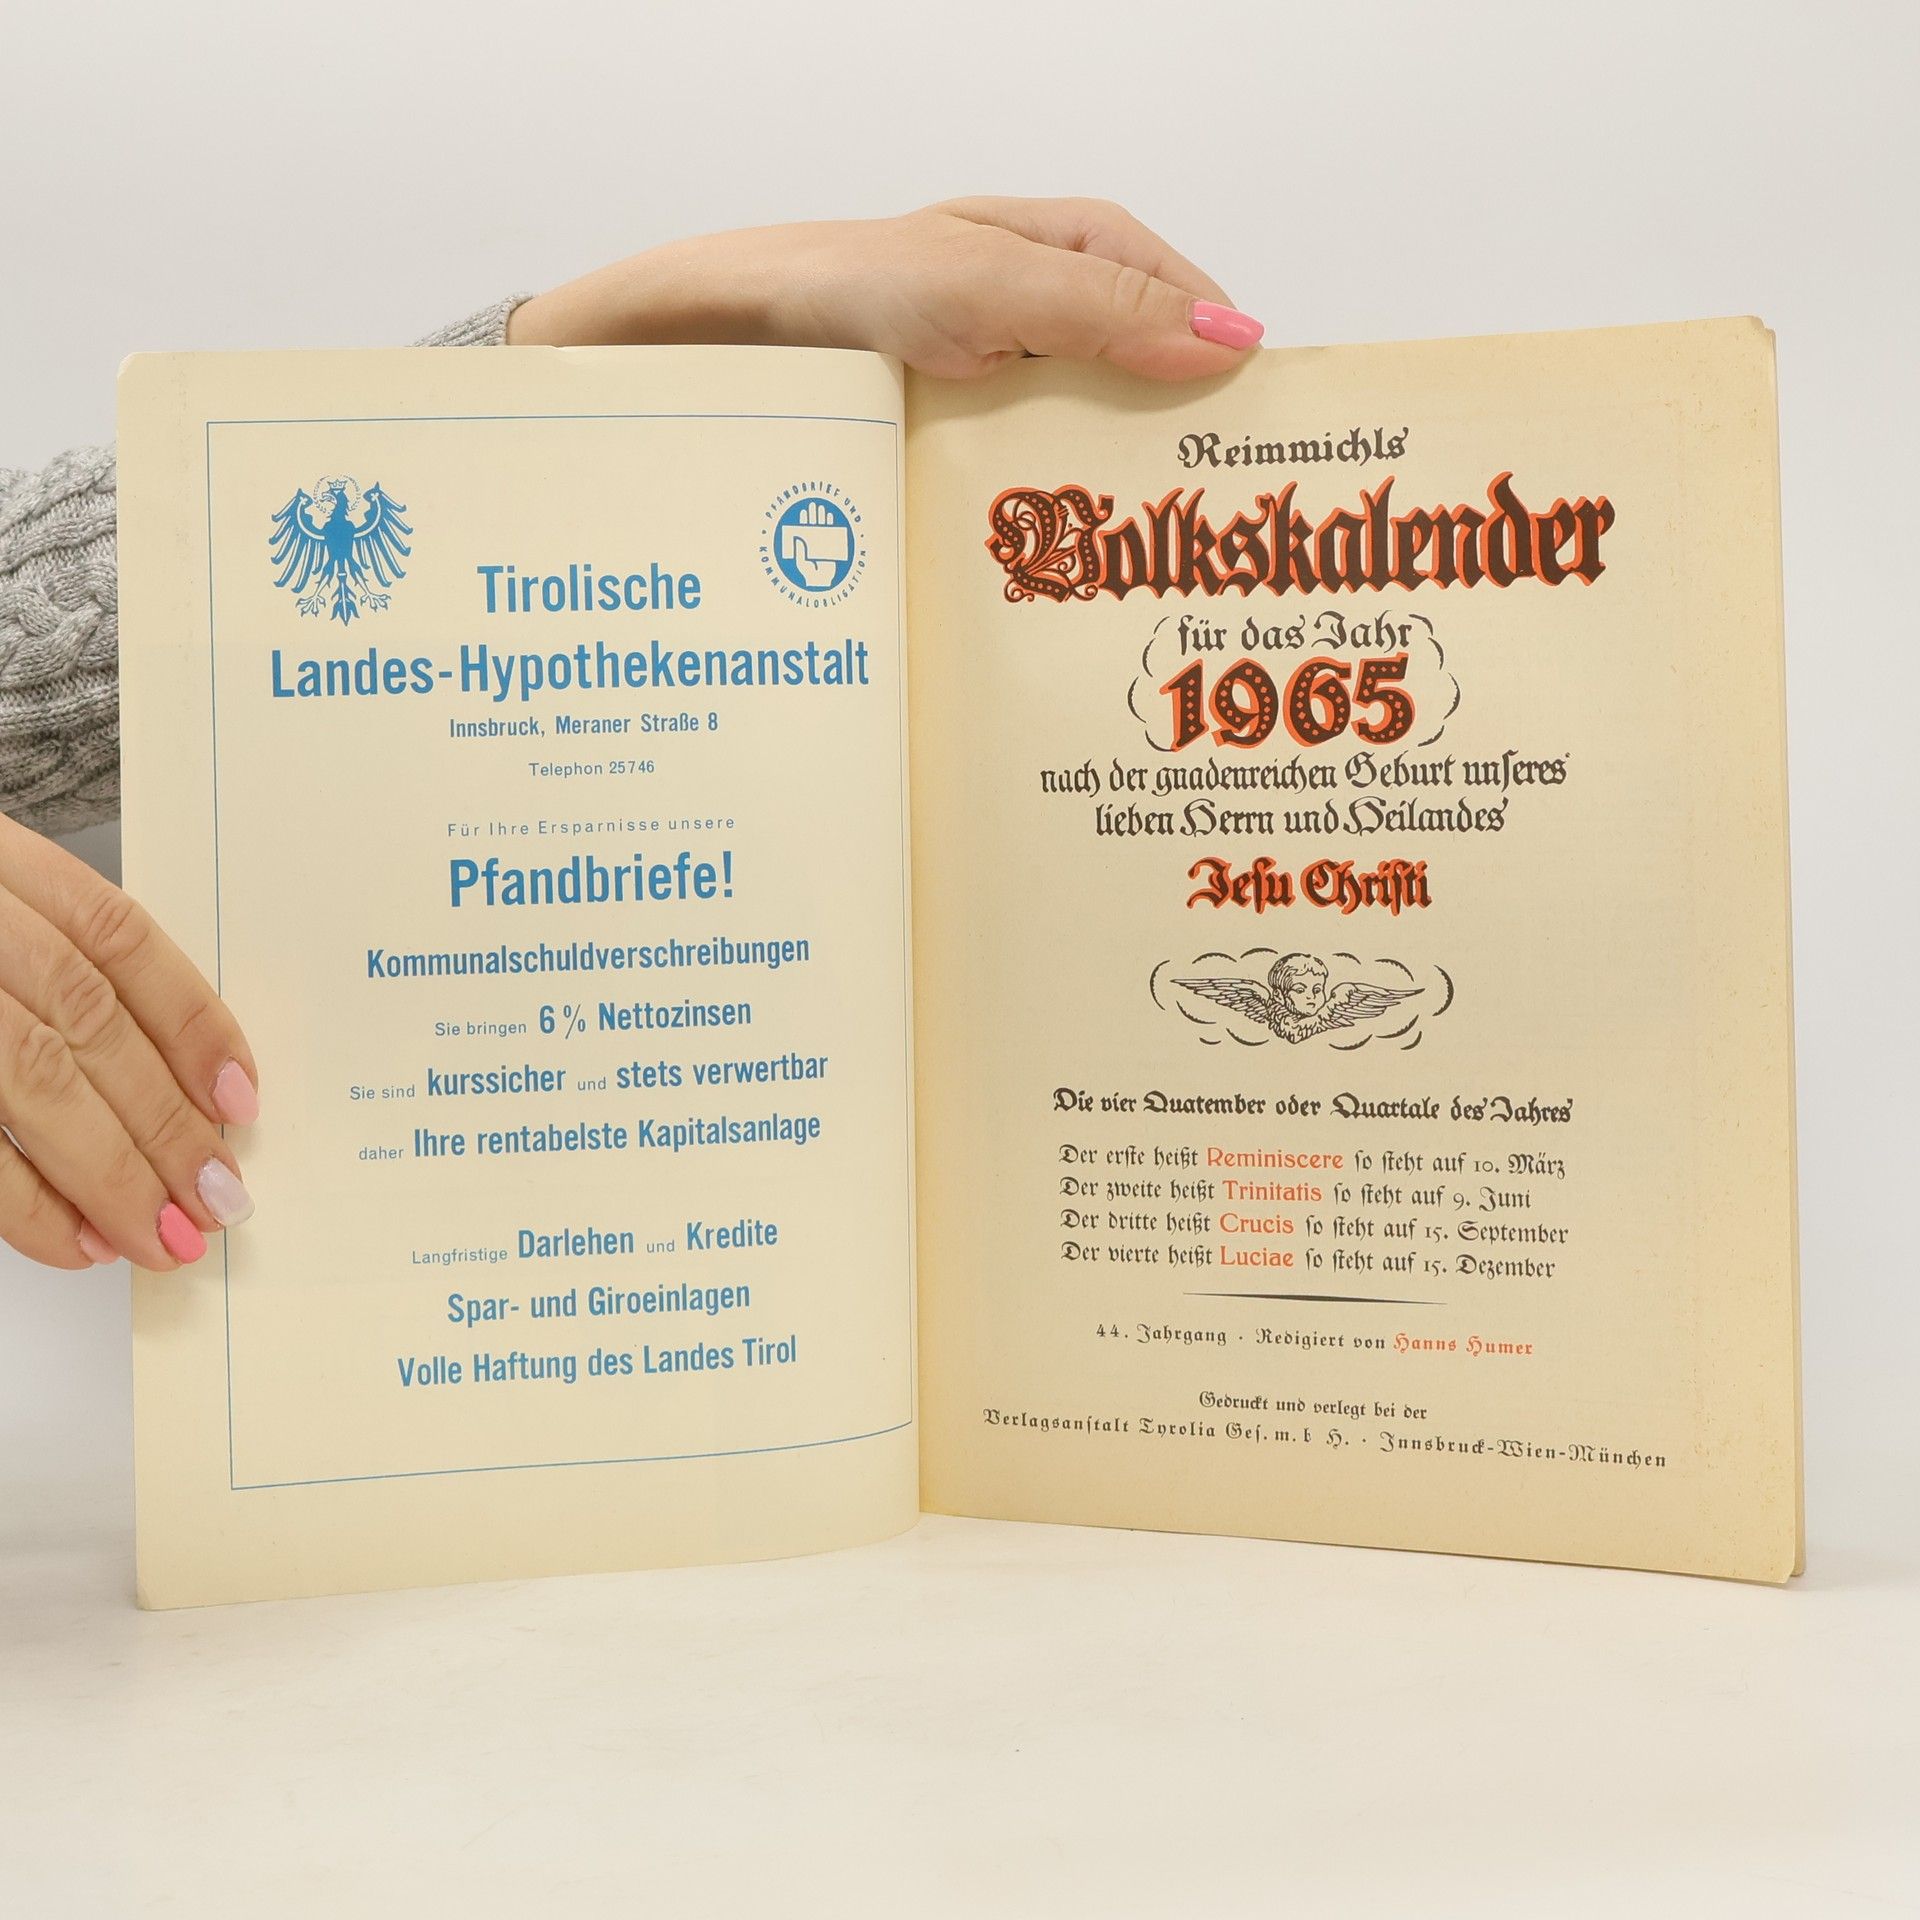 PFANDBRIEF UND
KOMMUNALOBLIGATION
Tirolische
Landes-Hypothekenanstalt
Innsbruck, Meraner Straße 8
Telephon 25746
Für Ihre Ersparnisse unsere
Pfandbriefe!
Kommunalschuldverschreibungen
Sie bringen 6% Nettozinsen
Sie sind kurssicher und stets verwertbar
daher Ihre rentabelste Kapitalsanlage
Langfristige Darlehen und Kredite
Spar- und Giroeinlagen
Volle Haftung des Landes Tirol
Reimmichls
Volkskalender
für das Jahr
1965
nach der gnadenreichen Geburt unseres
lieben Herrn und Heilandes
Jesu Christi
Die vier Quatember oder Quartale des Jahres
Der erste heißt Reminiscere so steht auf 10. März
Der zweite heißt Trinitatis so steht auf 9. Juni
Der dritte heißt Crucis so steht auf 15. September
Der vierte heißt Luciae so steht auf 15. Dezember
44. Jahrgang · Redigiert von Hanns Humer
Gedruckt und verlegt bei der
Verlagsanstalt Tyrolia Ges. m. b H. · Innsbruck-Wien-München